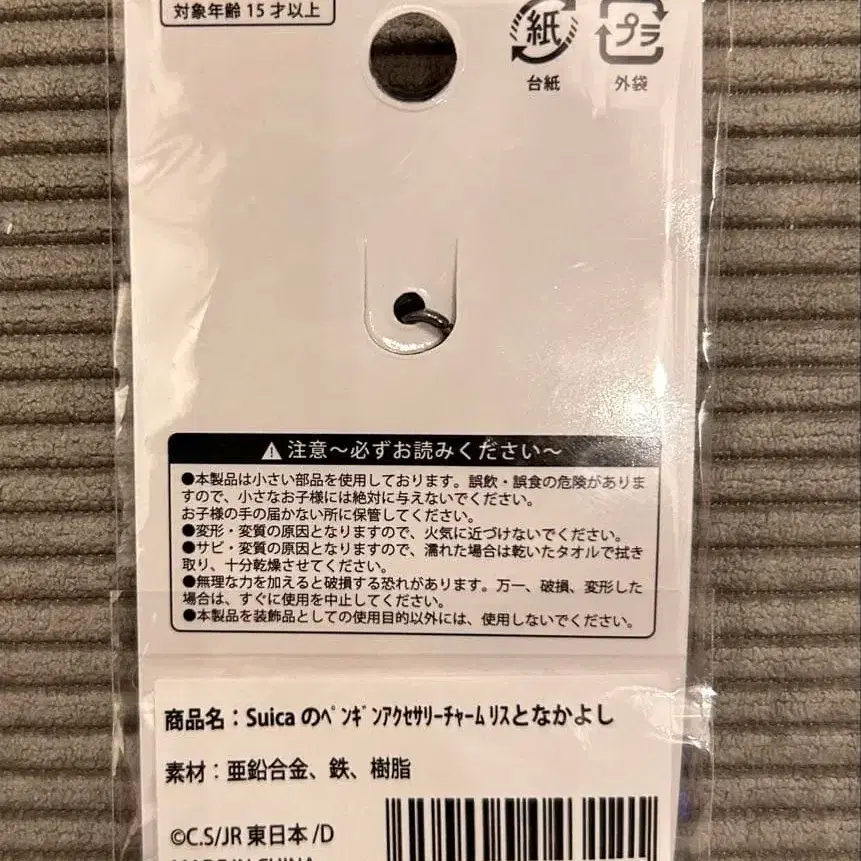 対象年齢15才以上
紙
プラ
台紙
外袋
注意〜必ずお読みください〜
●本製品は小さい部品を使用しております。誤飲・誤食の危険がありま
すので、小さなお子様には絶対に与えないでください。
お子様の手の届かない所に保管してください。
●変形・変質の原因となりますので、火気に近づけないでください。
●サビ・変質の原因となりますので、濡れた場合は乾いたタオルで拭き
取り、十分乾燥させてください。
●無理な力を加えると破損する恐れがあります。万一、破損、変形した
場合は、すぐに使用を中止してください。
●本製品を装飾品としての使用目的以外には、使用しないでください。
商品名：Suica のﾍﾟﾝｷﾞﾝアクセサリーチャーム リスとなかよし
素材：亜鉛合金、鉄、樹脂
©C.S/JR 東日本 /D
MADE IN CHINA